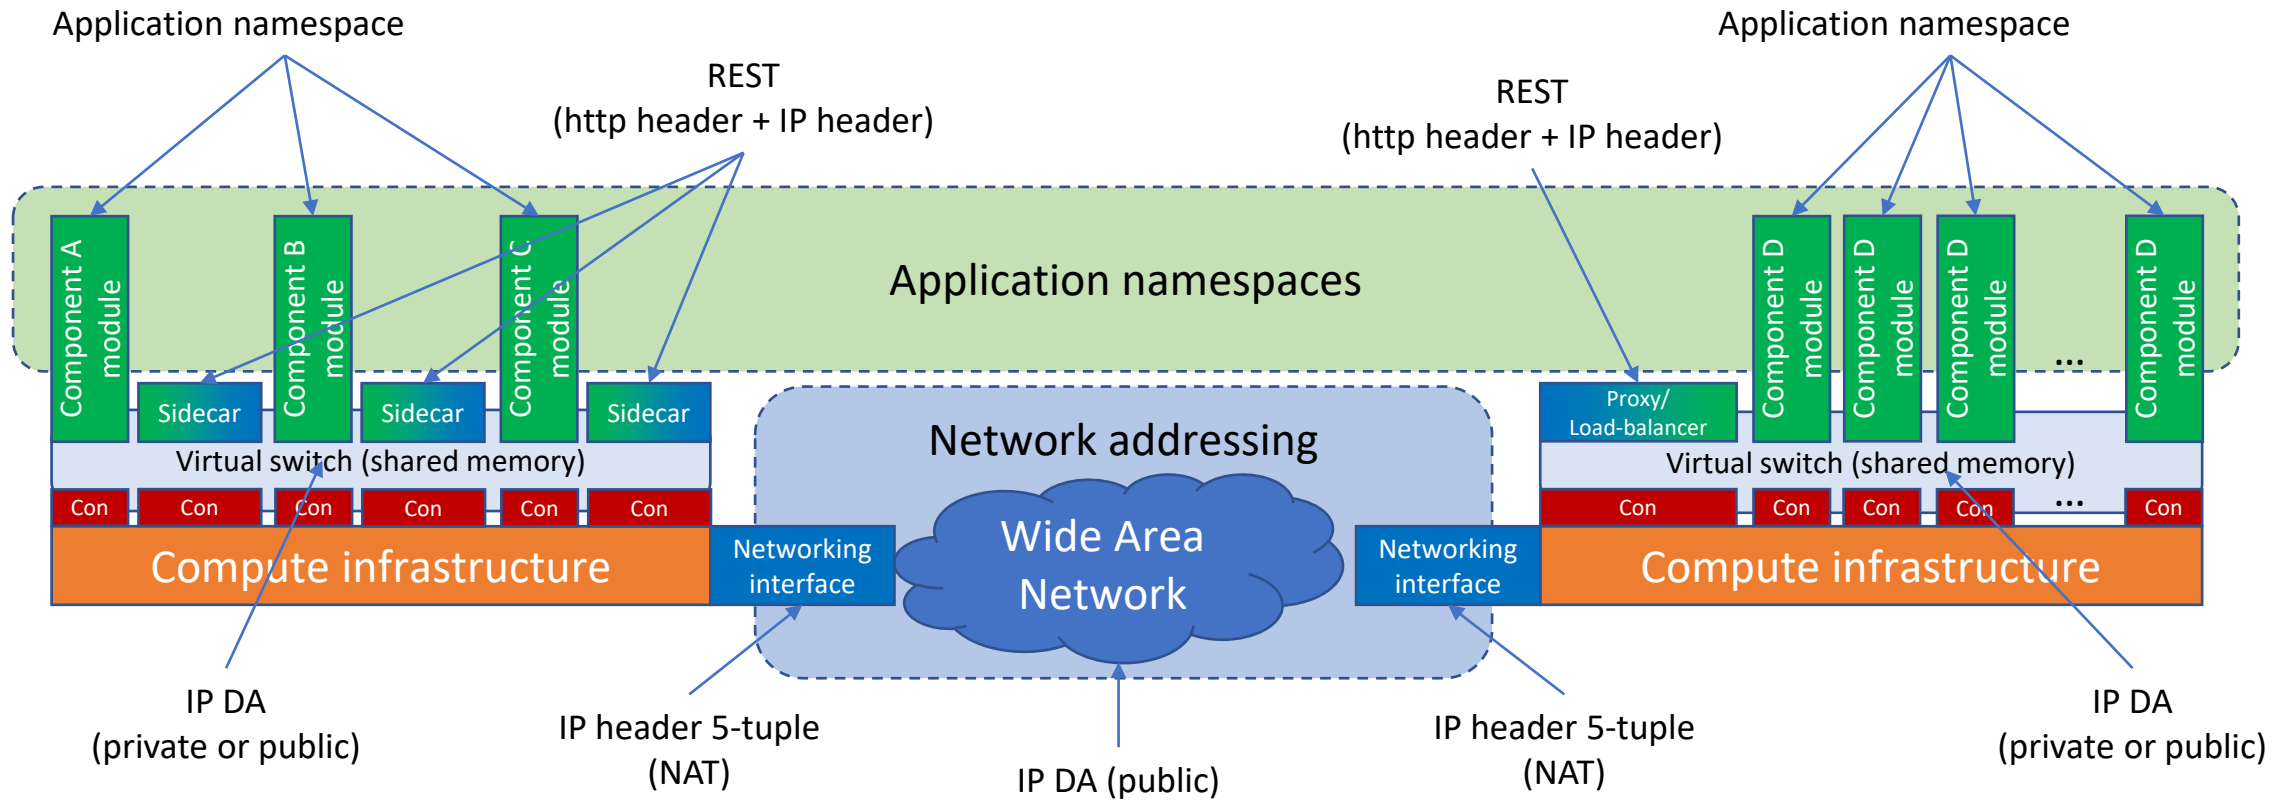 Application namespace
Application namespace
REST
(http header + IP header)
REST
(http header + IP header)
Component A
module
Component B
module
Component C
module
Application namespaces
Component D
module
Component D
module
Component D
module
...
Component D
module
Sidecar
Sidecar
Sidecar
Proxy/
Load-balancer
Network addressing
Virtual switch (shared memory)
Virtual switch (shared memory)
Con
Con
Con
Con
Con
Con
Con
Con
Con
Con
...
Con
Compute infrastructure
Networking
interface
Wide Area
Network
Networking
interface
Compute infrastructure
IP DA
(private or public)
IP header 5-tuple
(NAT)
IP DA (public)
IP header 5-tuple
(NAT)
IP DA
(private or public)